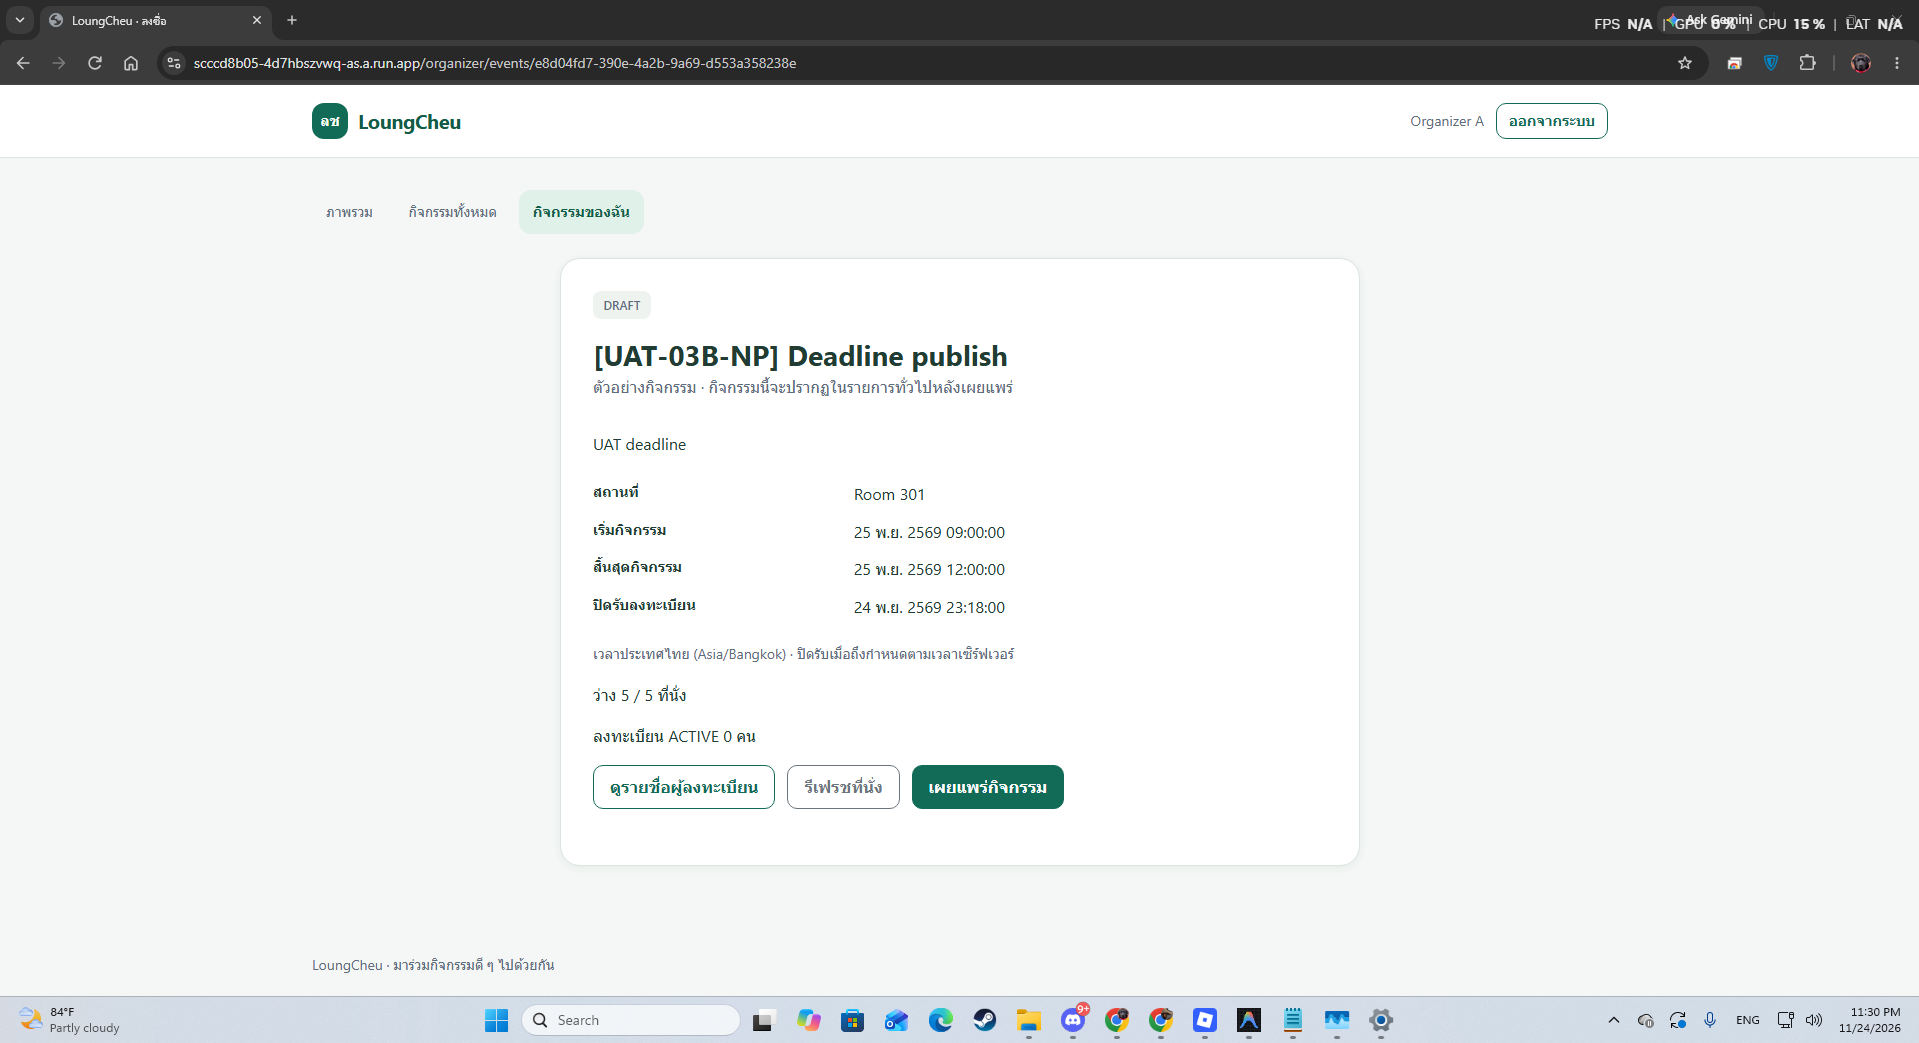 LoungCheu · ลงชื่อ
Ask Gemini
FPS N/A | GPU 0% | CPU 15% | LAT N/A
scccd8b05-4d7hbszvwq-as.a.run.app/organizer/events/e8d04fd7-390e-4a2b-9a69-d553a358238e
ลช LoungCheu
Organizer A ออกจากระบบ
ภาพรวม กิจกรรมทั้งหมด กิจกรรมของฉัน
DRAFT
[UAT-03B-NP] Deadline publish
ตัวอย่างกิจกรรม · กิจกรรมนี้จะปรากฏในรายการทั่วไปหลังเผยแพร่
UAT deadline
สถานที่ Room 301
เริ่มกิจกรรม 25 พ.ย. 2569 09:00:00
สิ้นสุดกิจกรรม 25 พ.ย. 2569 12:00:00
ปิดรับลงทะเบียน 24 พ.ย. 2569 23:18:00
เวลาประเทศไทย (Asia/Bangkok) · ปิดรับเมื่อถึงกำหนดตามเวลาเซิร์ฟเวอร์
ว่าง 5 / 5 ที่นั่ง
ลงทะเบียน ACTIVE 0 คน
ดูรายชื่อผู้ลงทะเบียน รีเฟรชที่นั่ง เผยแพร่กิจกรรม
LoungCheu · มาร่วมกิจกรรมดี ๆ ไปด้วยกัน
84°F
Partly cloudy
Search
9+
ENG
11:30 PM
11/24/2026